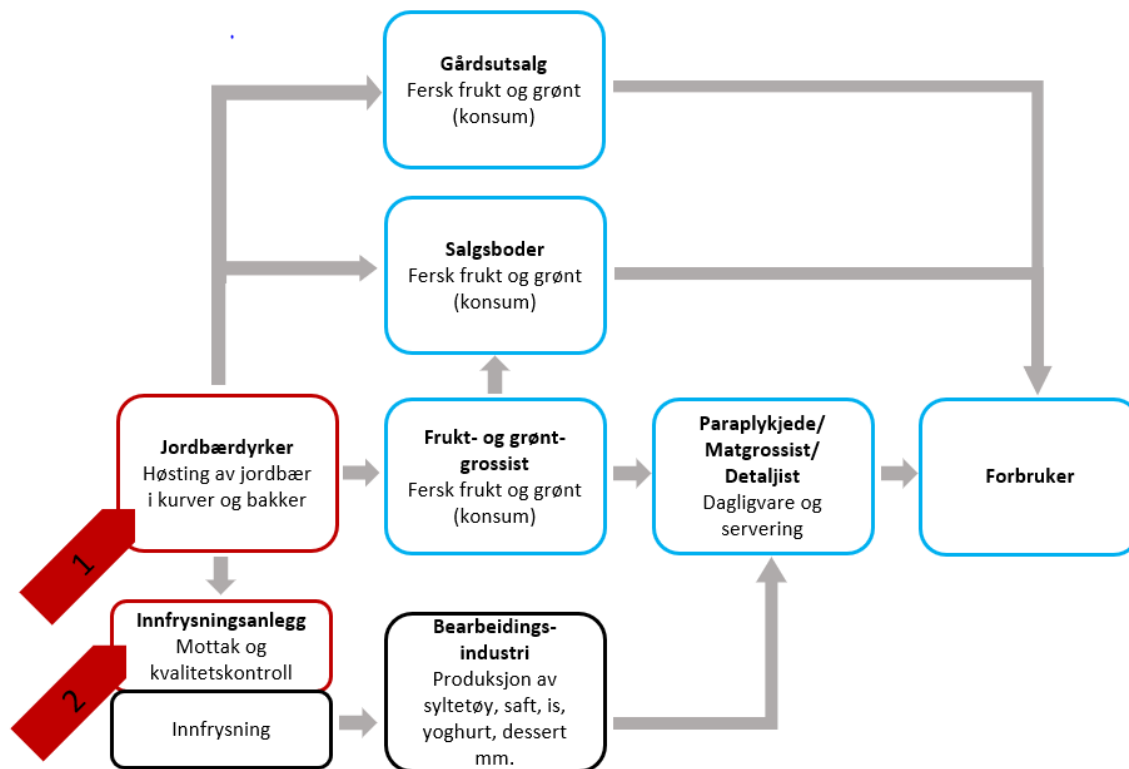 Gårdsutsalg
Fersk frukt og grønt
(konsum)
Salgsboder
Fersk frukt og grønt
(konsum)
Jordbærdyrker
Høsting av jordbær
i kurver og bakker
1
Frukt- og grønt-
grossist
Fersk frukt og grønt
(konsum)
Paraplykjede/
Matgrossist/
Detaljist
Dagligvare og
servering
Forbruker
Innfrysningsanlegg
Mottak og
kvalitetskontroll
2
Innfrysning
Bearbeidings-
industri
Produksjon av
syltetøy, saft, is,
yoghurt, dessert
mm.